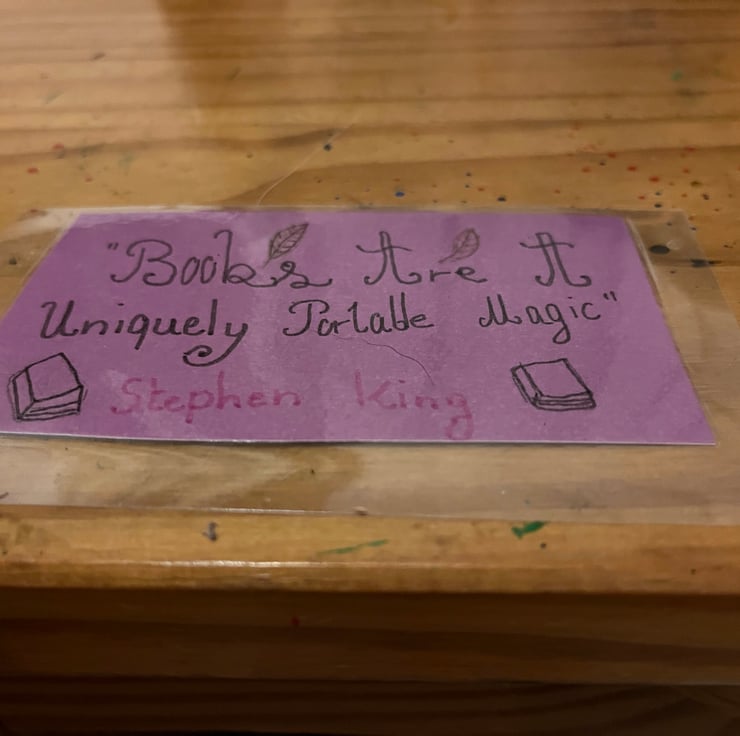 "Books Are A
Uniquely Portable Magic"
Stephen King